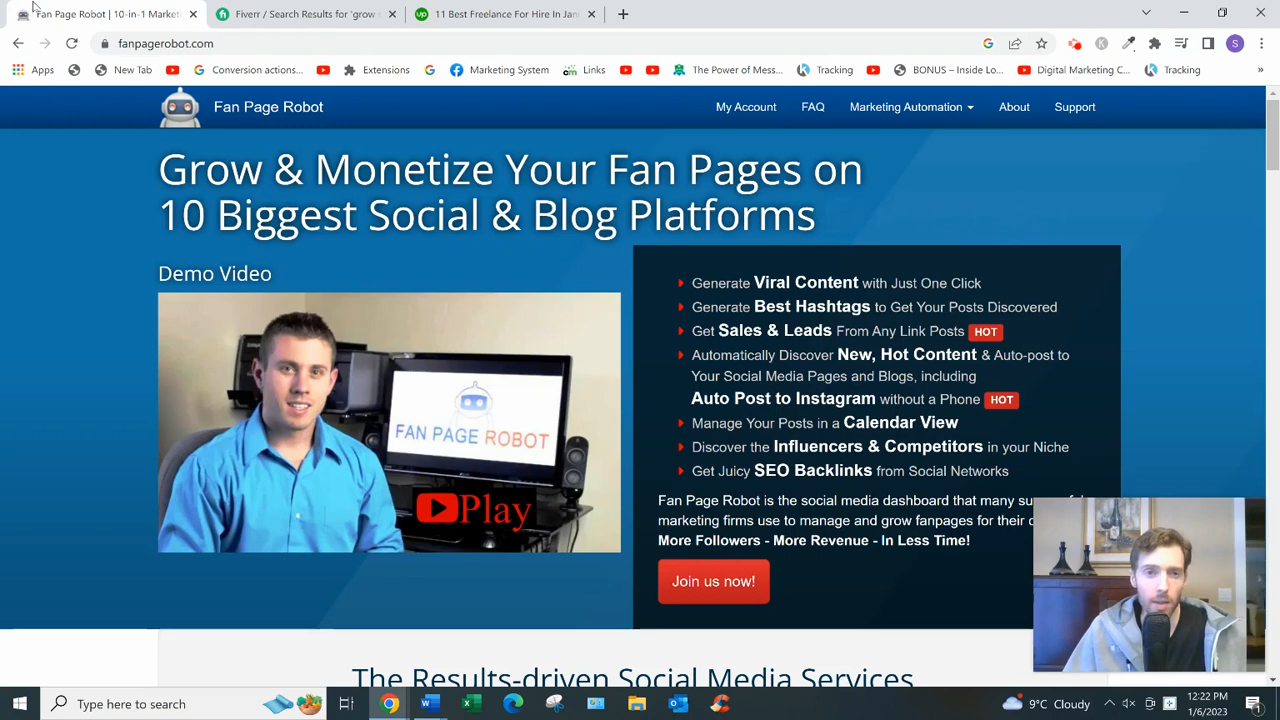 Fan Page Robot | 10-in-1 Market
Fiverr / Search Results for 'grow
11 Best Freelance For Hire In Jan
fanpagerobot.com
Apps
New Tab
Conversion actions...
Extensions
Marketing System
Links
The Power of Mess...
Tracking
BONUS – Inside Lo...
Digital Marketing C...
Tracking
Fan Page Robot
My Account
FAQ
Marketing Automation
About
Support
Grow & Monetize Your Fan Pages on
10 Biggest Social & Blog Platforms
Demo Video
FAN PAGE ROBOT
Play
Generate Viral Content with Just One Click
Generate Best Hashtags to Get Your Posts Discovered
Get Sales & Leads From Any Link Posts HOT
Automatically Discover New, Hot Content & Auto-post to
Your Social Media Pages and Blogs, including
Auto Post to Instagram without a Phone HOT
Manage Your Posts in a Calendar View
Discover the Influencers & Competitors in your Niche
Get Juicy SEO Backlinks from Social Networks
Fan Page Robot is the social media dashboard that many
marketing firms use to manage and grow fanpages for their
More Followers - More Revenue - In Less Time!
Join us now!
The Results-driven Social Media Services
Type here to search
9°C Cloudy
12:22 PM
1/6/2023